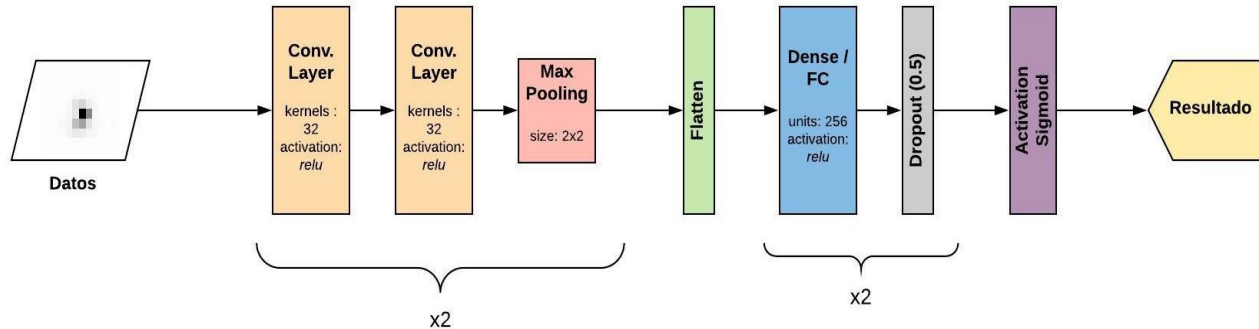 Datos
Conv.
Layer
kernels :
32
activation:
relu
Conv.
Layer
kernels :
32
activation:
relu
Max
Pooling
size: 2x2
x2
Flatten
Dense /
FC
units: 256
activation:
relu
Dropout (0.5)
x2
Activation
Sigmoid
Resultado